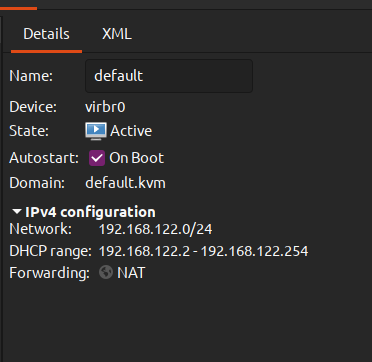 Details XML
Name: default
Device: virbr0
State: Active
Autostart: On Boot
Domain: default.kvm
IPv4 configuration
Network: 192.168.122.0/24
DHCP range: 192.168.122.2 - 192.168.122.254
Forwarding: NAT